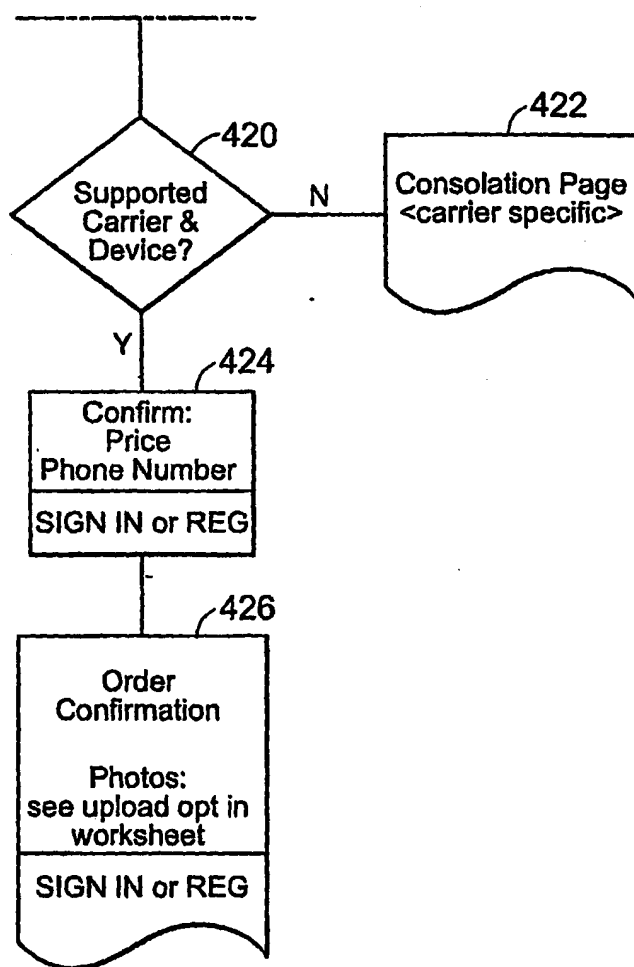 420
Supported
Carrier &
Device?
N
422
Consolation Page
<carrier specific>
Y
424
Confirm:
Price
Phone Number
SIGN IN or REG
426
Order
Confirmation
Photos:
see upload opt in
worksheet
SIGN IN or REG